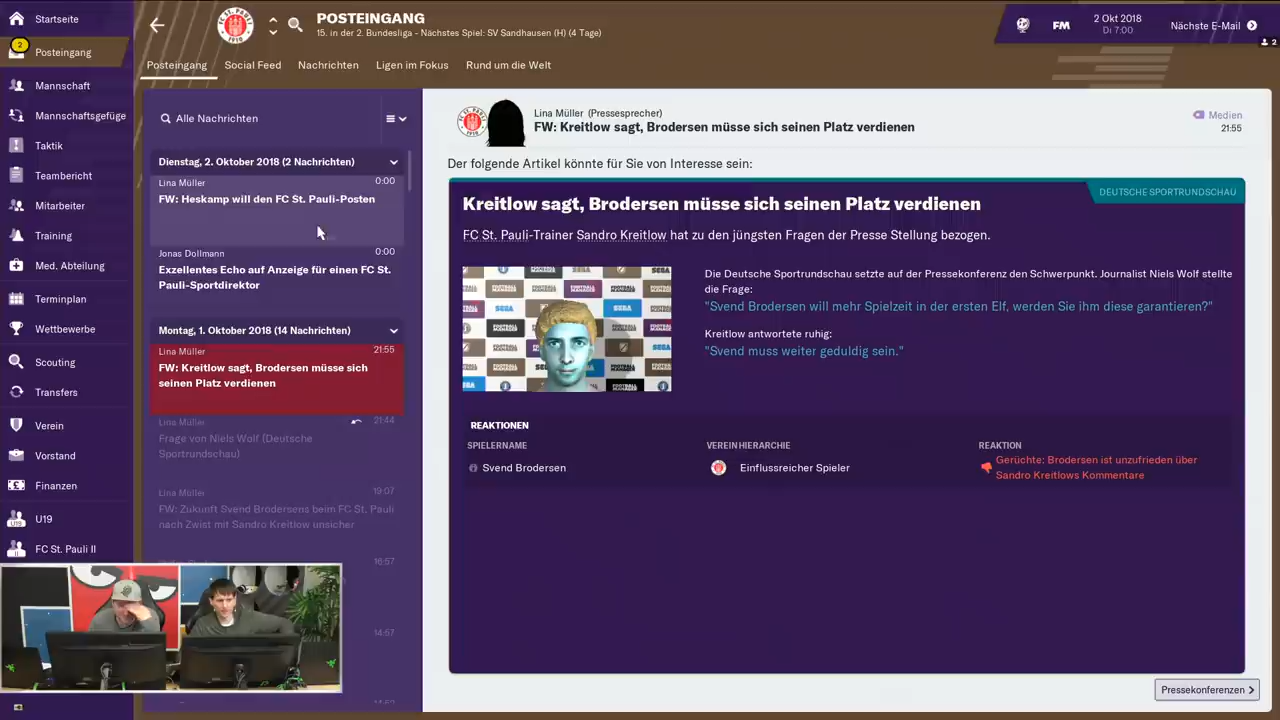 Startseite
2
Posteingang
Mannschaft
Mannschaftsgefüge
Taktik
Teambericht
Mitarbeiter
Training
Med. Abteilung
Terminplan
Wettbewerbe
Scouting
Transfers
Verein
Vorstand
Finanzen
U19
U19
FC St. Pauli II
POSTEINGANG
15. in der 2. Bundesliga - Nächstes Spiel: SV Sandhausen (H) (4 Tage)
FM
2 Okt 2018
Di 7:00
Nächste E-Mail
2
Posteingang
Social Feed
Nachrichten
Ligen im Fokus
Rund um die Welt
Alle Nachrichten
Dienstag, 2. Oktober 2018 (2 Nachrichten)
Lina Müller
0:00
FW: Heskamp will den FC St. Pauli-Posten
Jonas Dollmann
0:00
Exzellentes Echo auf Anzeige für einen FC St.
Pauli-Sportdirektor
Montag, 1. Oktober 2018 (14 Nachrichten)
Lina Müller
21:55
FW: Kreitlow sagt, Brodersen müsse sich
seinen Platz verdienen
Lina Müller
21:44
Frage von Niels Wolf (Deutsche
Sportrundschau)
Lina Müller
19:07
FW: Zukunft Svend Brodersens beim FC St. Pauli
nach Zwist mit Sandro Kreitlow unsicher
16:57
14:57
Lina Müller (Pressesprecher)
FW: Kreitlow sagt, Brodersen müsse sich seinen Platz verdienen
Medien
21:55
Der folgende Artikel könnte für Sie von Interesse sein:
DEUTSCHE SPORTRUNDSCHAU
Kreitlow sagt, Brodersen müsse sich seinen Platz verdienen
FC St. Pauli-Trainer Sandro Kreitlow hat zu den jüngsten Fragen der Presse Stellung bezogen.
Die Deutsche Sportrundschau setzte auf der Pressekonferenz den Schwerpunkt. Journalist Niels Wolf stellte
die Frage:
"Svend Brodersen will mehr Spielzeit in der ersten Elf, werden Sie ihm diese garantieren?"
Kreitlow antwortete ruhig:
"Svend muss weiter geduldig sein."
REAKTIONEN
SPIELERNAME
VEREIN
HIERARCHIE
REAKTION
Svend Brodersen
Einflussreicher Spieler
Gerüchte: Brodersen ist unzufrieden über
Sandro Kreitlows Kommentare
Pressekonferenzen